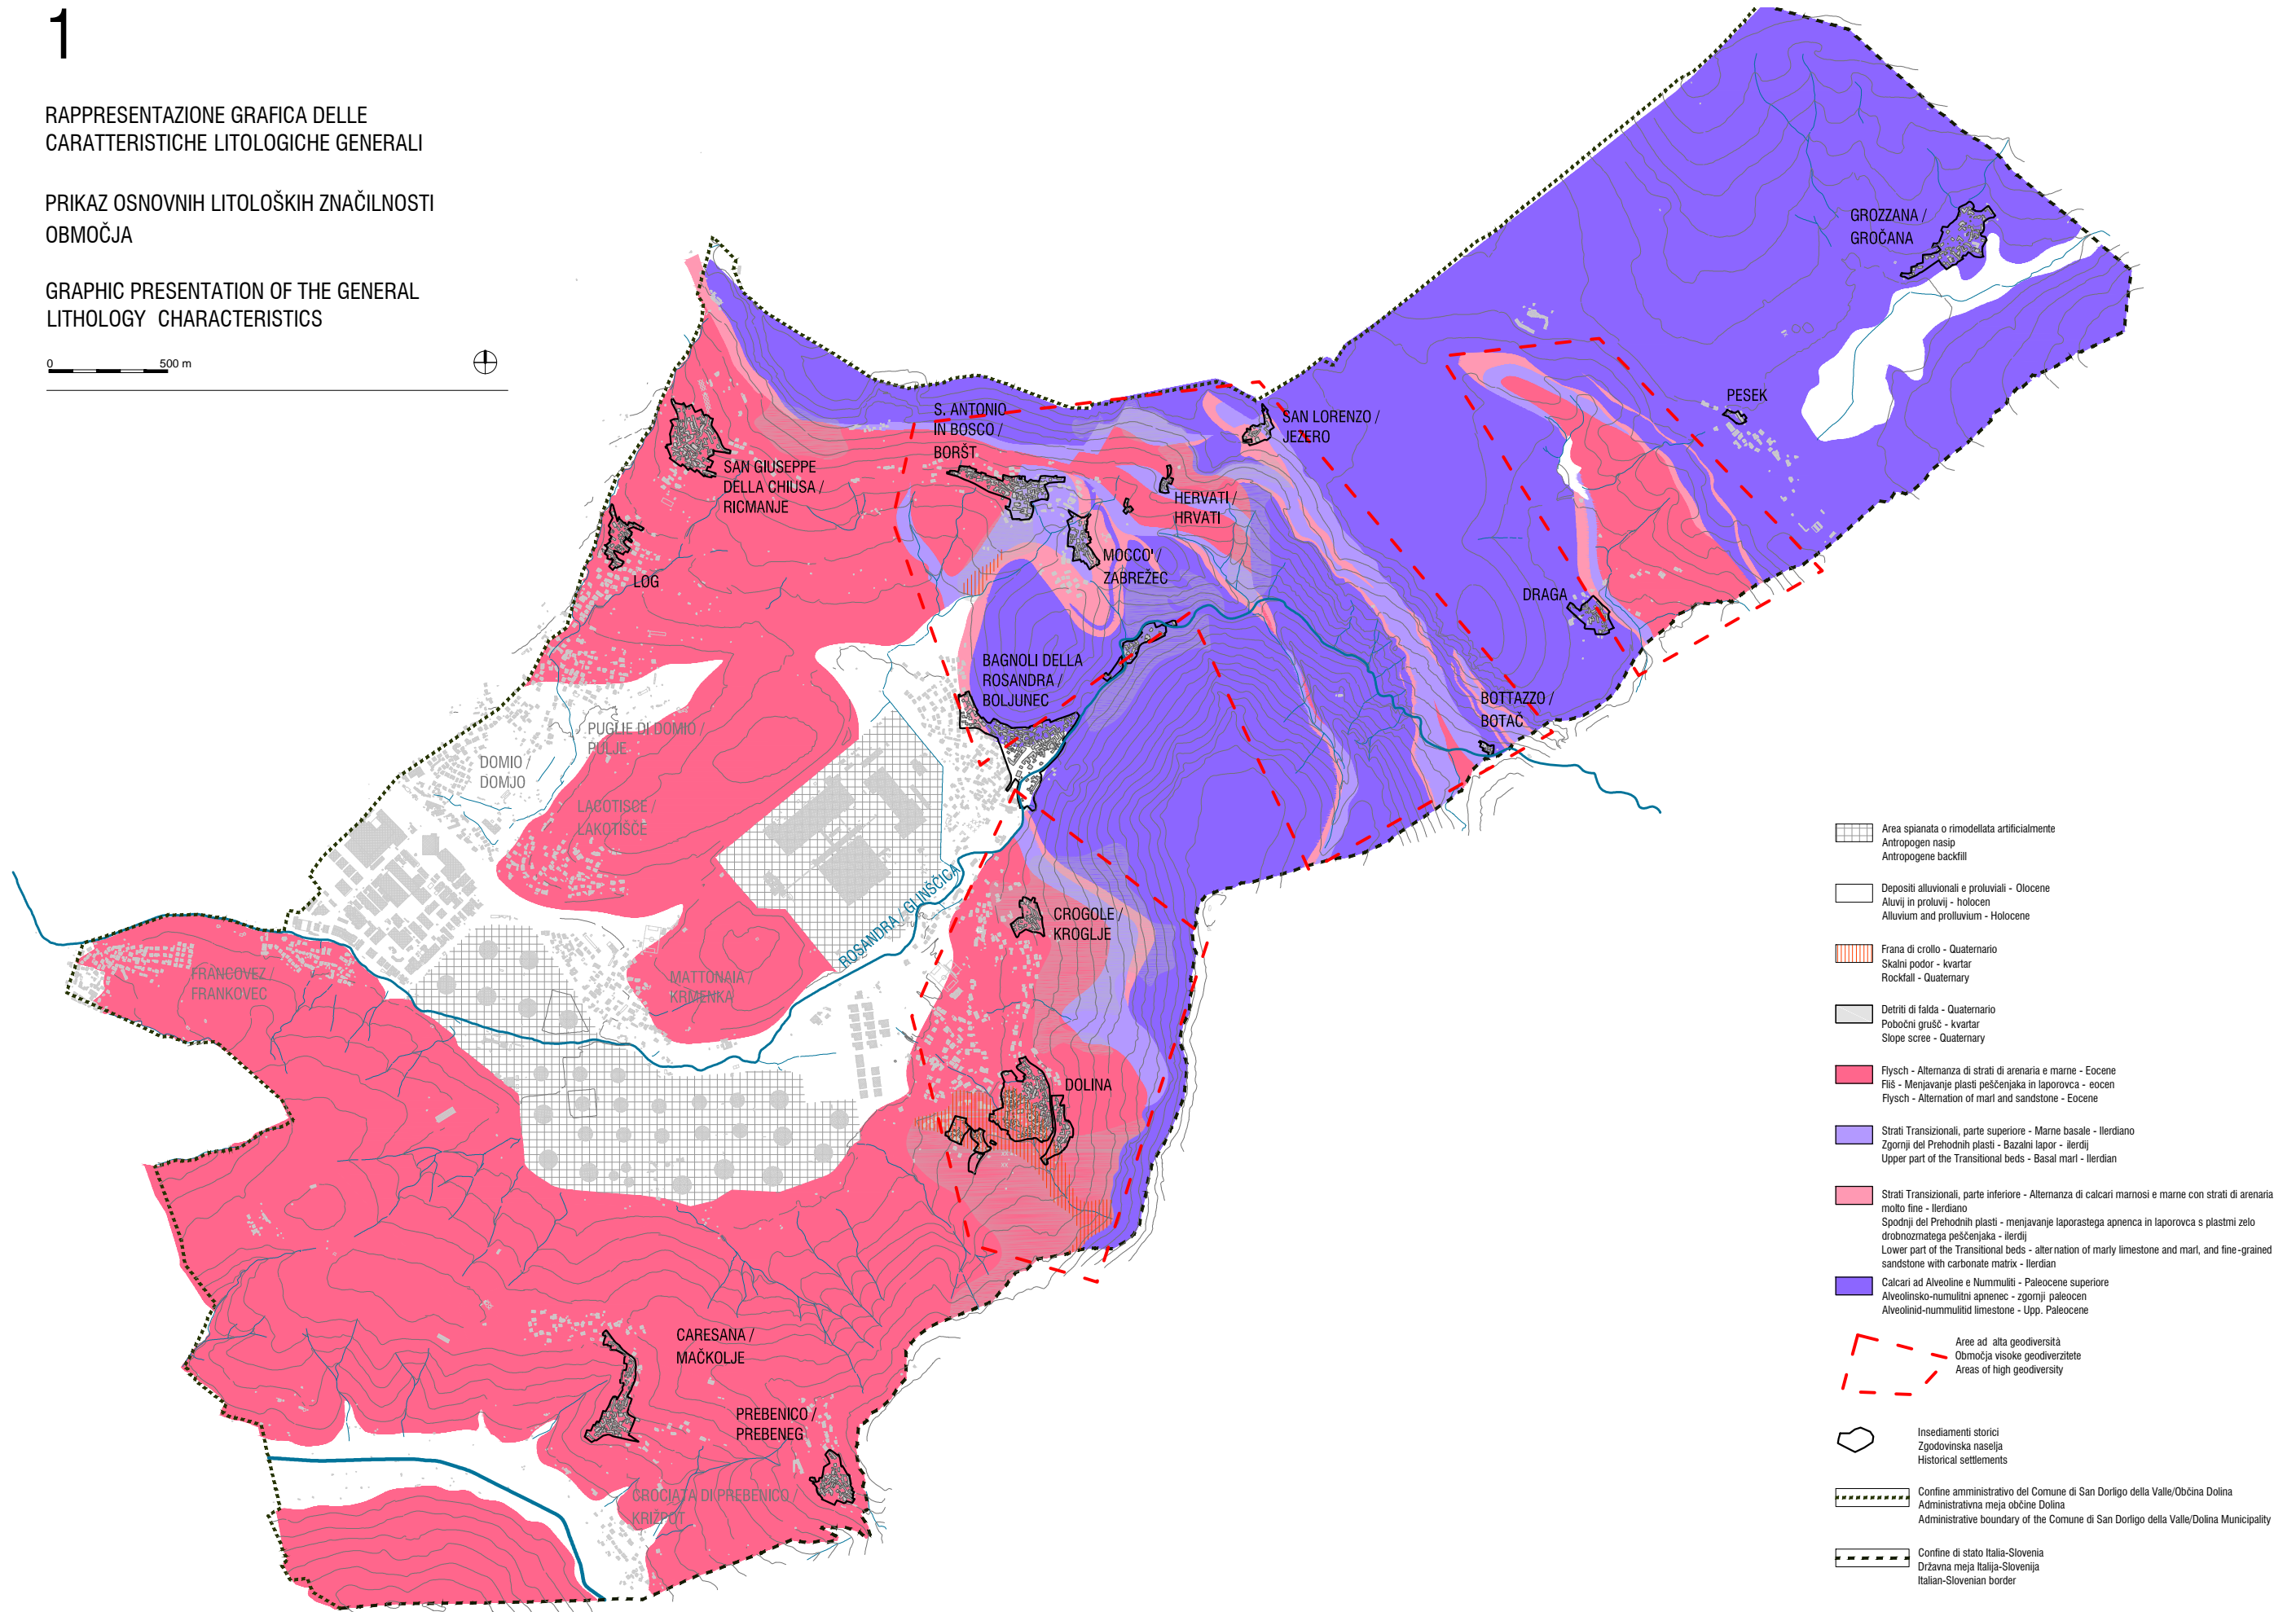 1
RAPPRESENTAZIONE GRAFICA DELLE
CARATTERISTICHE LITOLOGICHE GENERALI
PRIKAZ OSNOVNIH LITOLOŠKIH ZNAČILNOSTI
OBMOČJA
GRAPHIC PRESENTATION OF THE GENERAL
LITHOLOGY CHARACTERISTICS
0 500 m
GROZZANA /
GROČANA
PESEK
S. ANTONIO
IN BOSCO /
BORŠT
SAN LORENZO /
JEZERO
SAN GIUSEPPE
DELLA CHIUSA /
RICMANJE
HERVATI /
HRVATI
MOCCO' /
ZABREŽEC
LOG
DRAGA
BAGNOLI DELLA
ROSANDRA /
BOLJUNEC
BOTTAZZO /
BOTAČ
PUGLIE DI DOMIO /
PULJE
DOMIO /
DOMJO
LACOTISCE /
LAKOTIŠČE
ROSANDRA / GLINŠČICA
CROGOLE /
KROGLJE
FRANCOVEZ /
FRANKOVEC
MATTONAIA /
KRMENKA
DOLINA
CARESANA /
MAČKOLJE
PREBENICO /
PREBENEG
CROCIATA DI PREBENICO /
KRIŽPOT
Area spianata o rimodellata artificialmente
Antropogen nasip
Antropogene backfill
Depositi alluvionali e proluviali - Olocene
Aluvij in proluvij - holocen
Alluvium and prolluvium - Holocene
Frana di crollo - Quaternario
Skalni podor - kvartar
Rockfall - Quaternary
Detriti di falda - Quaternario
Pobočni grušč - kvartar
Slope scree - Quaternary
Flysch - Alternanza di strati di arenaria e marne - Eocene
Fliš - Menjavanje plasti peščenjaka in laporovca - eocen
Flysch - Alternation of marl and sandstone - Eocene
Strati Transizionali, parte superiore - Marne basale - Ilerdiano
Zgornji del Prehodnih plasti - Bazalni lapor - ilerdij
Upper part of the Transitional beds - Basal marl - Ilerdian
Strati Transizionali, parte inferiore - Alternanza di calcari marnosi e marne con strati di arenaria
molto fine - Ilerdiano
Spodnji del Prehodnih plasti - menjavanje laporastega apnenca in laporovca s plastmi zelo
drobnozrnatega peščenjaka - ilerdij
Lower part of the Transitional beds - alternation of marly limestone and marl, and fine-grained
sandstone with carbonate matrix - Ilerdian
Calcari ad Alveoline e Nummuliti - Paleocene superiore
Alveolinsko-numulitni apnenec - zgornji paleocen
Alveolinid-nummulitid limestone - Upp. Paleocene
Aree ad alta geodiversità
Območja visoke geodiverzitete
Areas of high geodiversity
Insediamenti storici
Zgodovinska naselja
Historical settlements
Confine amministrativo del Comune di San Dorligo della Valle/Občina Dolina
Administrativna meja občine Dolina
Administrative boundary of the Comune di San Dorligo della Valle/Dolina Municipality
Confine di stato Italia-Slovenia
Državna meja Italija-Slovenija
Italian-Slovenian border